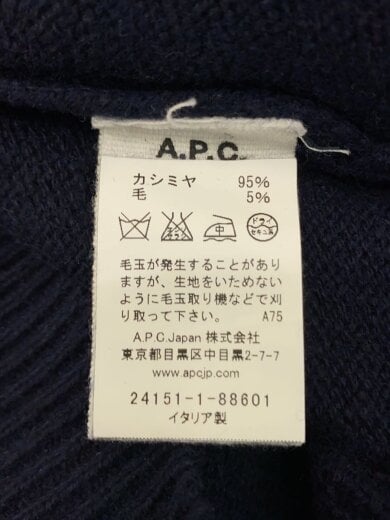 A.P.C.
カシミヤ 95%
毛 5%
中
ドライ
セキユ系
毛玉が発生することがあり
ますが、生地をいためない
ように毛玉取り機などで刈
り取って下さい。 A75
A.P.C.Japan 株式会社
東京都目黒区中目黒2-7-7
www.apcjp.com
24151-1-88601
イタリア製